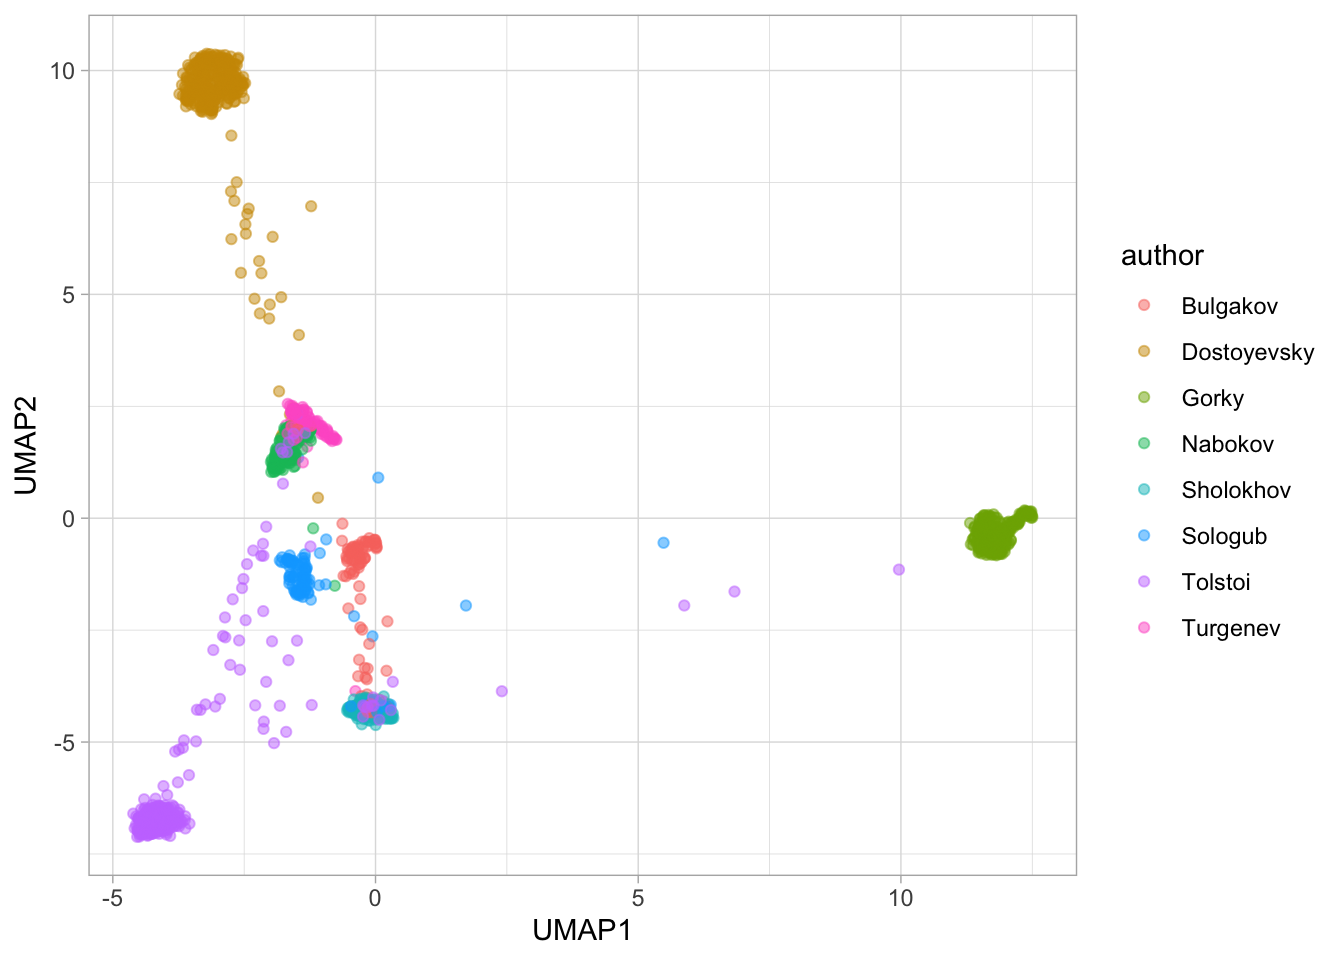 10
5
0
-5
UMAP2
-5
0
5
10
UMAP1
author
Bulgakov
Dostoyevsky
Gorky
Nabokov
Sholokhov
Sologub
Tolstoi
Turgenev